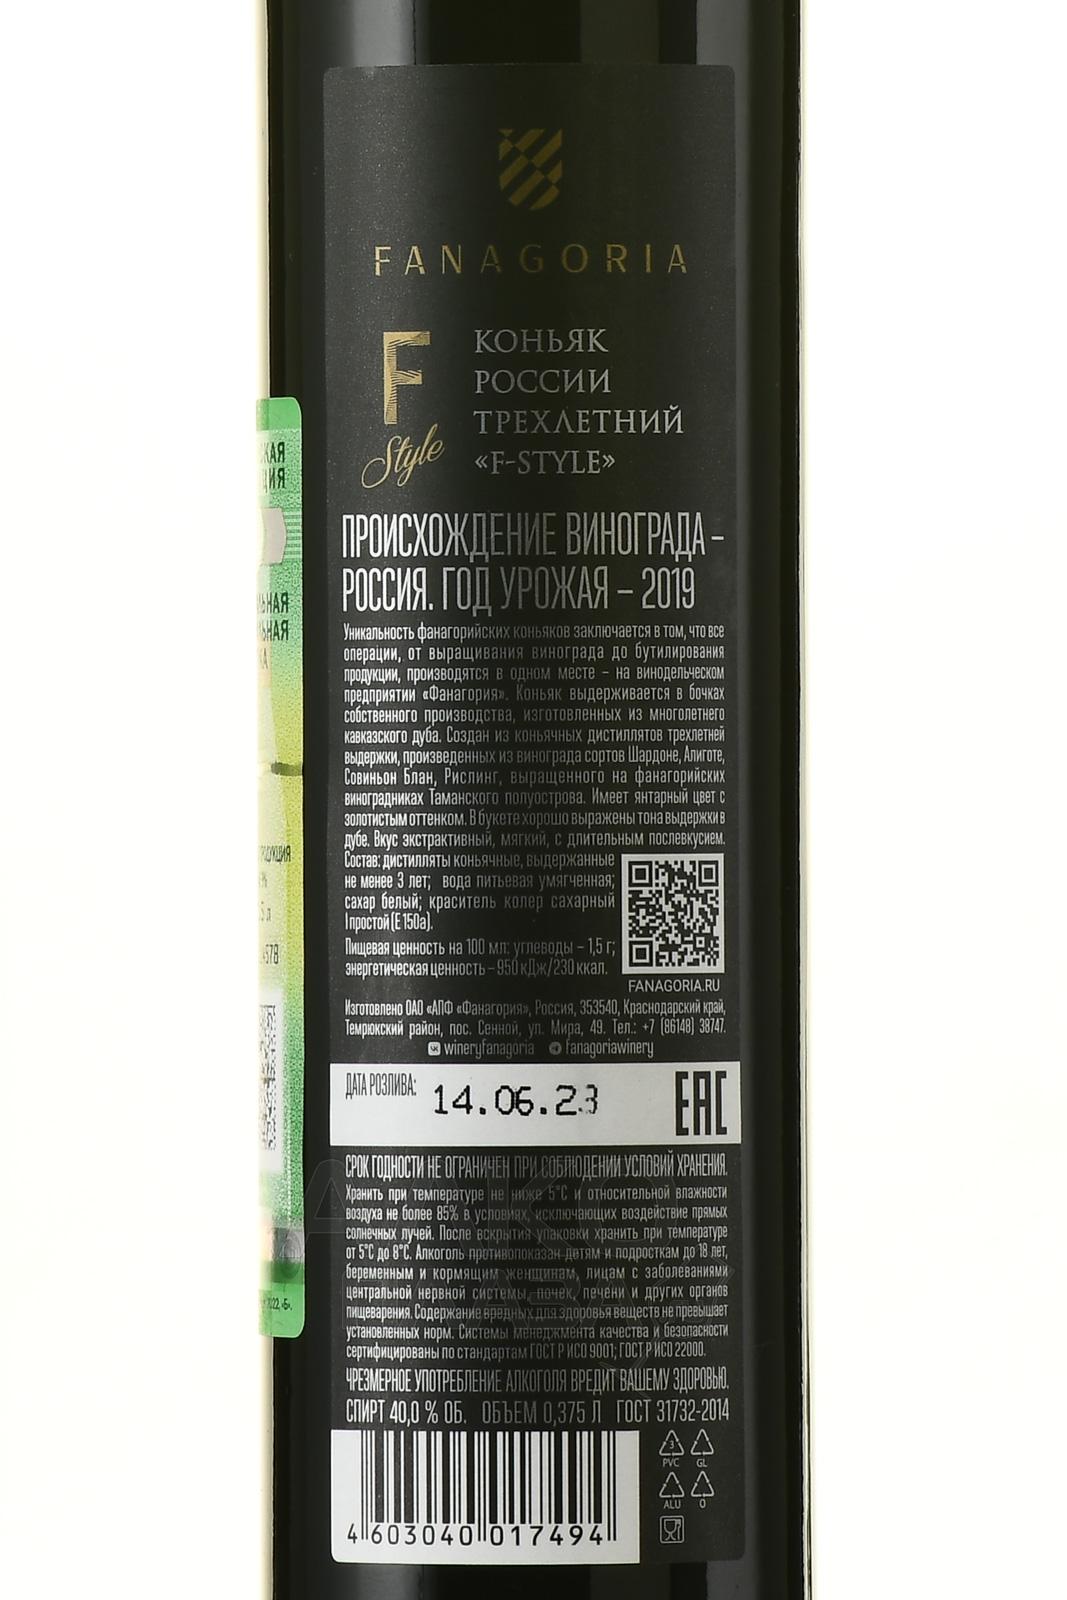 FANAGORIA
F
Style
КОНЬЯК
РОССИИ
ТРЕХЛЕТНИЙ
«F-STYLE»
ПРОИСХОЖДЕНИЕ ВИНОГРАДА –
РОССИЯ. ГОД УРОЖАЯ – 2019
Уникальность фанагорийских коньяков заключается в том, что все
операции, от выращивания винограда до бутилирования
продукции, производятся в одном месте – на винодельческом
предприятии «Фанагория». Коньяк выдерживается в бочках
собственного производства, изготовленных из многолетнего
кавказского дуба. Создан из коньячных дистиллятов трехлетней
выдержки, произведенных из винограда сортов Шардоне, Алиготе,
Совиньон Блан, Рислинг, выращенного на фанагорийских
виноградниках Таманского полуострова. Имеет янтарный цвет с
золотистым оттенком. В букете хорошо выражены тона выдержки в
дубе. Вкус экстрактивный, мягкий, с длительным послевкусием.
Состав: дистилляты коньячные, выдержанные
не менее 3 лет; вода питьевая умягченная;
сахар белый; краситель колер сахарный
I простой (Е 150а).
Пищевая ценность на 100 мл: углеводы – 1,5 г;
энергетическая ценность – 950 кДж/230 ккал.
FANAGORIA.RU
Изготовлено ОАО «АПФ «Фанагория», Россия, 353540, Краснодарский край,
Темрюкский район, пос. Сенной, ул. Мира, 49. Тел.: +7 (86148) 38747.
wineryfanagoria fanagoriawinery
ДАТА РОЗЛИВА: 14.06.23 ЕАС
СРОК ГОДНОСТИ НЕ ОГРАНИЧЕН ПРИ СОБЛЮДЕНИИ УСЛОВИЙ ХРАНЕНИЯ.
Хранить при температуре не ниже 5°С и относительной влажности
воздуха не более 85% в условиях, исключающих воздействие прямых
солнечных лучей. После вскрытия упаковки хранить при температуре
от 5°С до 8°С. Алкоголь противопоказан детям и подросткам до 18 лет,
беременным и кормящим женщинам, лицам с заболеваниями
центральной нервной системы, почек, печени и других органов
пищеварения. Содержание вредных для здоровья веществ не превышает
установленных норм. Системы менеджмента качества и безопасности
сертифицированы по стандартам ГОСТ Р ИСО 9001; ГОСТ Р ИСО 22000.
ЧРЕЗМЕРНОЕ УПОТРЕБЛЕНИЕ АЛКОГОЛЯ ВРЕДИТ ВАШЕМУ ЗДОРОВЬЮ.
СПИРТ 40,0 % ОБ. ОБЪЕМ 0,375 Л ГОСТ 31732-2014
3
PVC GL
ALU 0
4 603040 017494